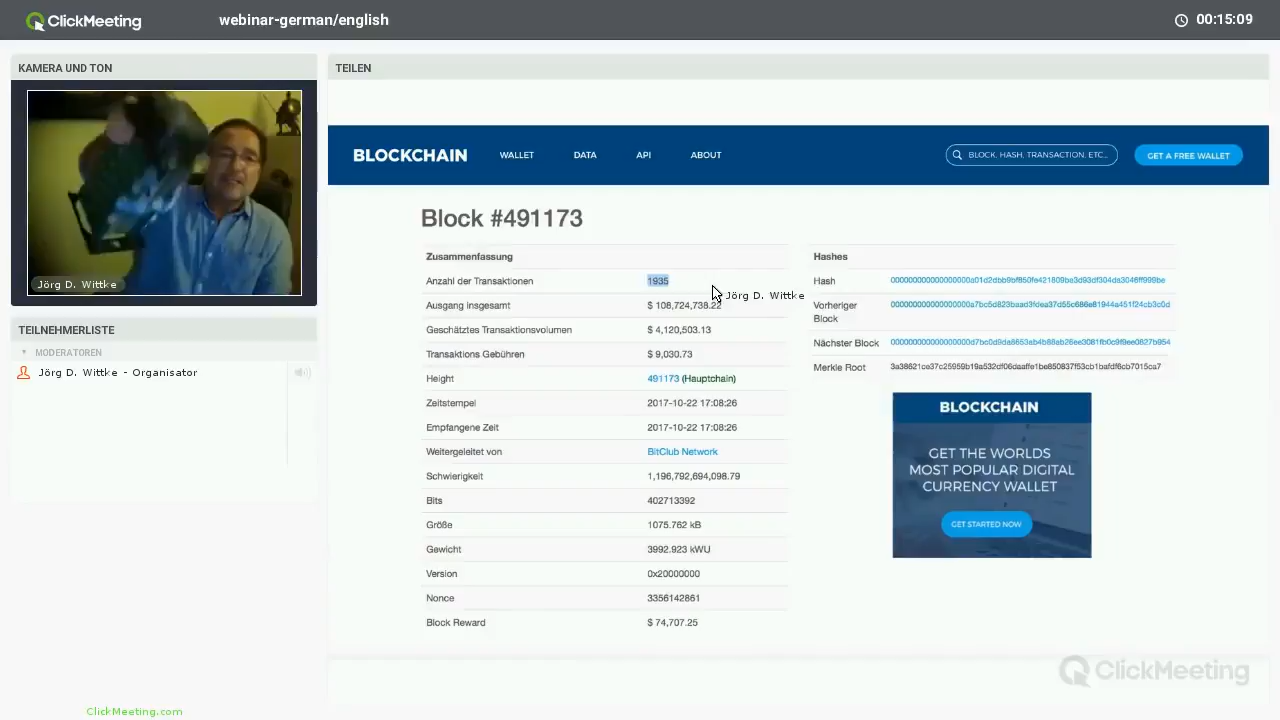 ClickMeeting
webinar-german/english
00:15:09
KAMERA UND TON
Jörg D. Wittke
TEILNEHMERLISTE
MODERATOREN
Jörg D. Wittke - Organisator
ClickMeeting.com
TEILEN
BLOCKCHAIN WALLET DATA API ABOUT BLOCK, HASH, TRANSACTION, ETC... GET A FREE WALLET
Block #491173
Zusammenfassung
Anzahl der Transaktionen 1935
Jörg D. Wittke
Ausgang insgesamt $ 108,724,738.22
Geschätztes Transaktionsvolumen $ 4,120,503.13
Transaktions Gebühren $ 9,030.73
Height 491173 (Hauptchain)
Zeitstempel 2017-10-22 17:08:26
Empfangene Zeit 2017-10-22 17:08:26
Weitergeleitet von BitClub Network
Schwierigkeit 1,196,792,694,098.79
Bits 402713392
Größe 1075.762 kB
Gewicht 3992.923 kWU
Version 0x20000000
Nonce 3356142861
Block Reward $ 74,707.25
Hashes
Hash
Vorheriger
Block
Nächster Block
Merkle Root
BLOCKCHAIN
GET THE WORLDS
MOST POPULAR DIGITAL
CURRENCY WALLET
GET STARTED NOW
ClickMeeting